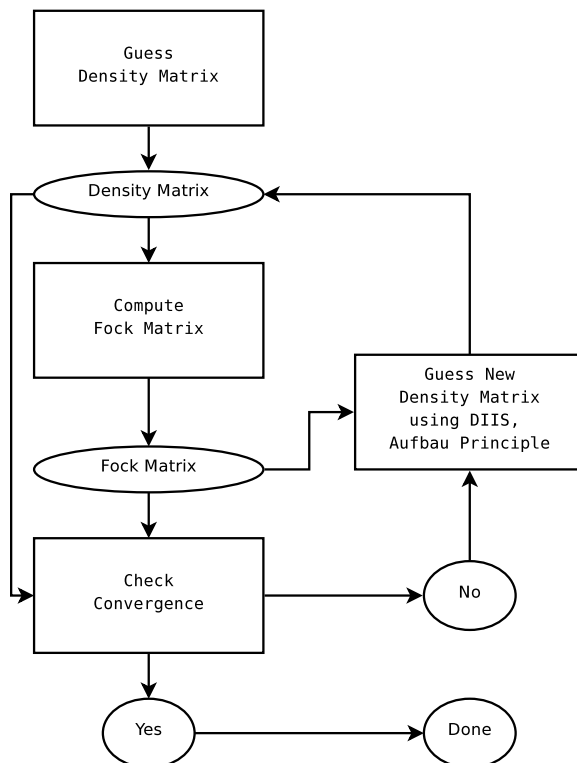 Guess
Density Matrix
Density Matrix
Compute
Fock Matrix
Guess New
Density Matrix
using DIIS,
Aufbau Principle
Fock Matrix
Check
Convergence
No
Yes
Done